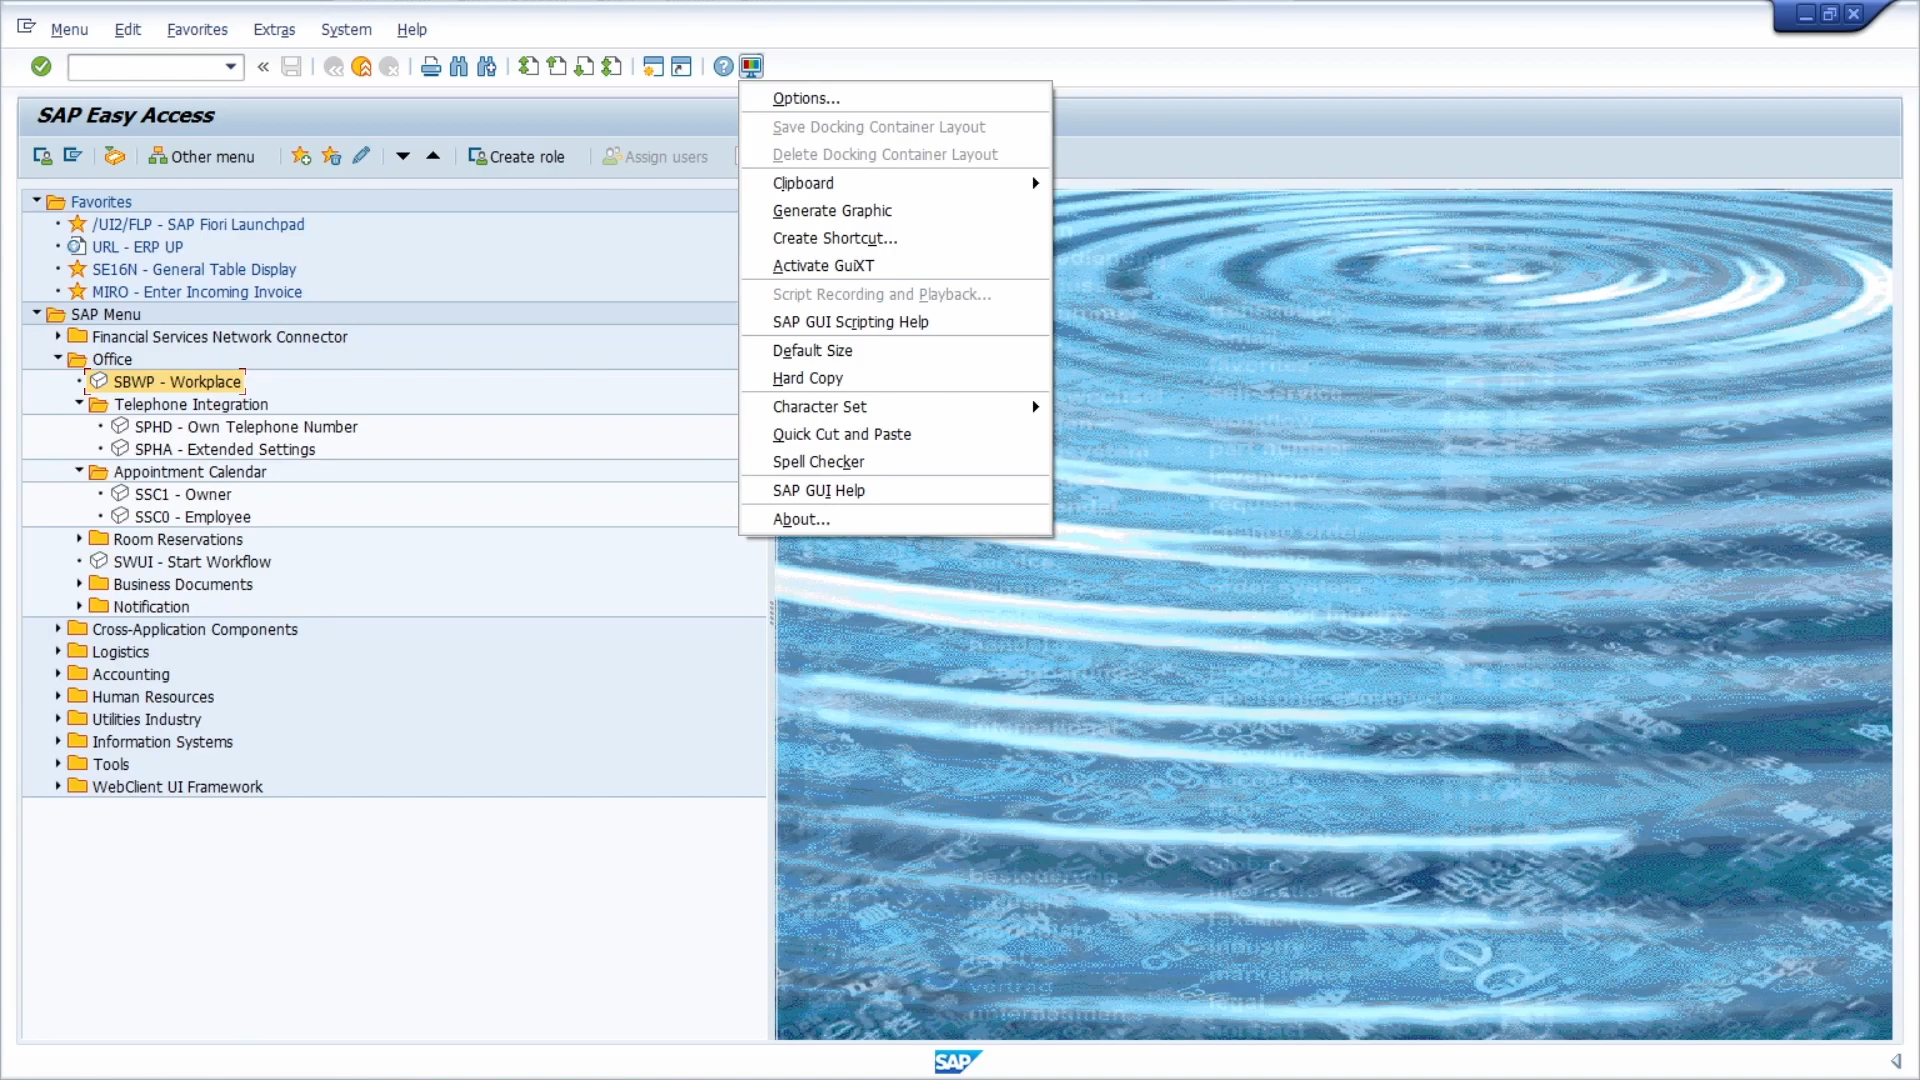 Menu Edit Favorites Extras System Help
SAP Easy Access
Other menu Create role Assign users
Favorites
/UI2/FLP - SAP Fiori Launchpad
URL - ERP UP
SE16N - General Table Display
MIRO - Enter Incoming Invoice
SAP Menu
Financial Services Network Connector
Office
SBWP - Workplace
Telephone Integration
SPHD - Own Telephone Number
SPHA - Extended Settings
Appointment Calendar
SSC1 - Owner
SSC0 - Employee
Room Reservations
SWUI - Start Workflow
Business Documents
Notification
Cross-Application Components
Logistics
Accounting
Human Resources
Utilities Industry
Information Systems
Tools
WebClient UI Framework
Options...
Save Docking Container Layout
Delete Docking Container Layout
Clipboard
Generate Graphic
Create Shortcut...
Activate GuiXT
Script Recording and Playback...
SAP GUI Scripting Help
Default Size
Hard Copy
Character Set
Quick Cut and Paste
Spell Checker
SAP GUI Help
About...
SAP